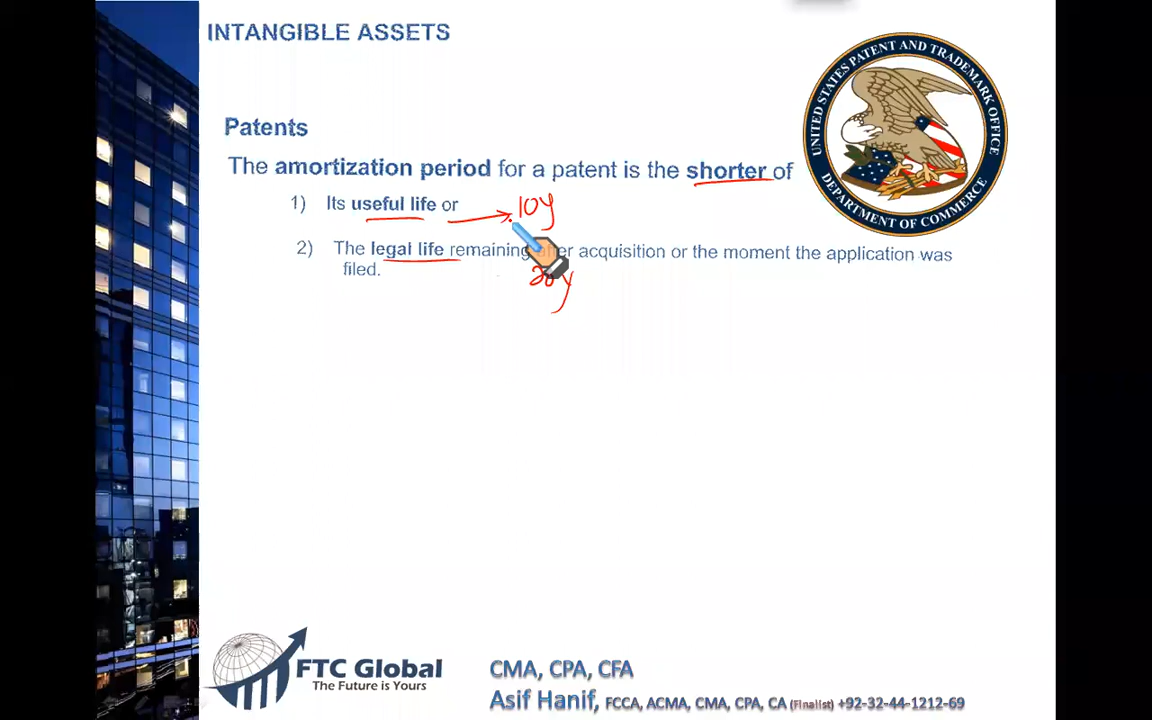 INTANGIBLE ASSETS
UNITED STATES PATENT AND TRADEMARK OFFICE
DEPARTMENT OF COMMERCE
Patents
The amortization period for a patent is the shorter of
1) Its useful life or
10y
2) The legal life remaining after acquisition or the moment the application was
filed.
20y
FTC Global
The Future is Yours
CMA, CPA, CFA
Asif Hanif, FCCA, ACMA, CMA, CPA, CA (Finalist) +92-32-44-1212-69